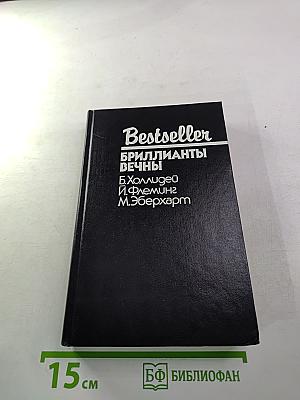 Bestseller
БРИЛЛИАНТЫ
ВЕЧНЫ
Б.Холлидей
Й.Флеминг
М.Эберхарт
15 см
БФ БИБЛИОФАН